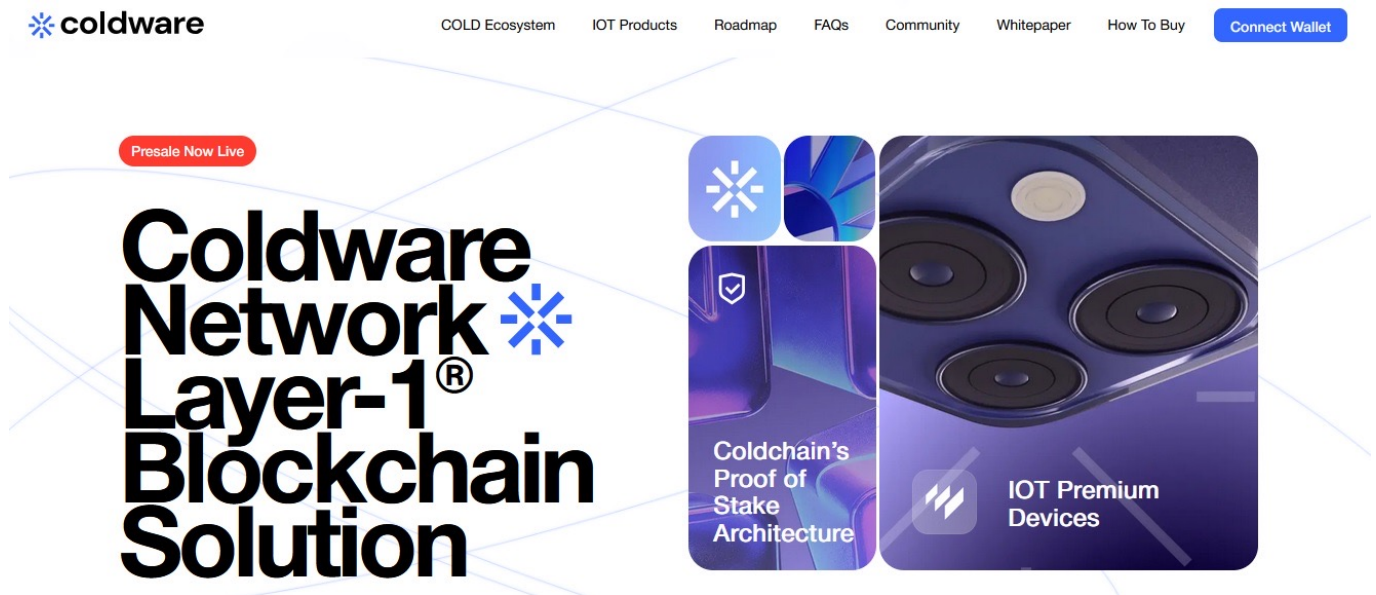 coldware
COLD Ecosystem
IOT Products
Roadmap
FAQs
Community
Whitepaper
How To Buy
Connect Wallet
Presale Now Live
Coldware
Network
Layer-1®
Blockchain
Solution
Coldchain’s
Proof of
Stake
Architecture
IOT Premium
Devices